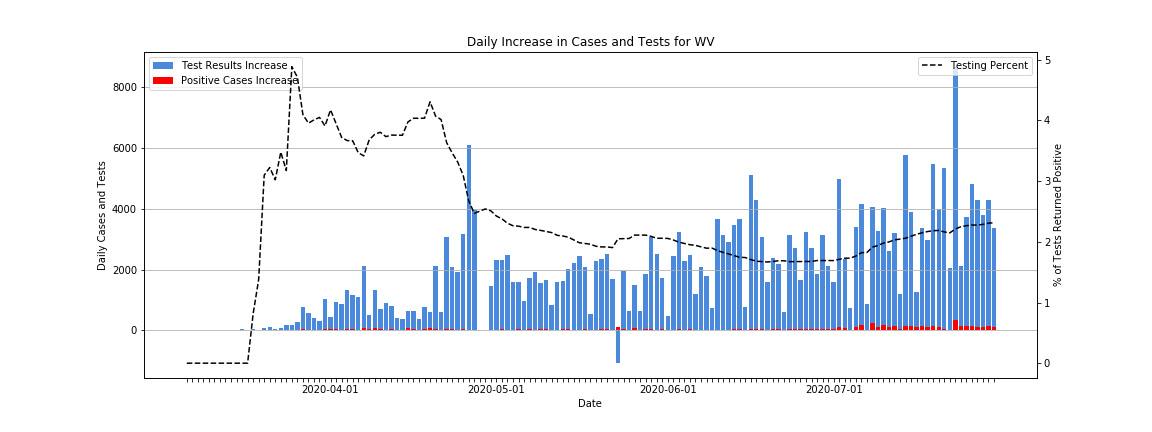 Daily Increase in Cases and Tests for WV
Test Results Increase
Positive Cases Increase
Testing Percent
8000
6000
4000
2000
0
Daily Cases and Tests
5
4
3
2
1
0
% of Tests Returned Positive
2020-04-01
2020-05-01
2020-06-01
2020-07-01
Date